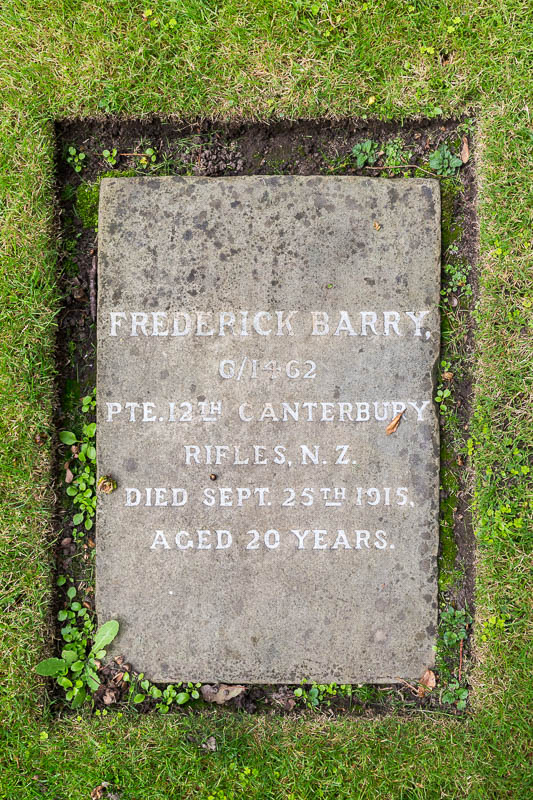 FREDERICK BARRY,
6/1462
PTE. 12TH CANTERBURY
RIFLES, N. Z.
DIED SEPT. 25TH 1915,
AGED 20 YEARS.